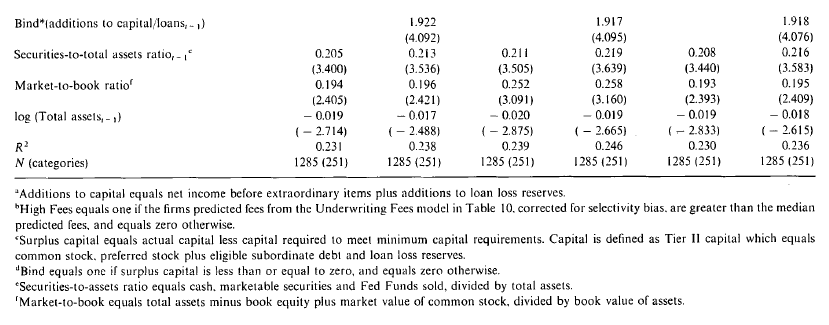 Bind*(additions to capital/loans_{t-1}) 1.922 1.917 1.918
(4.092) (4.095) (4.076)
Securities-to-total assets ratio_{t-1}^e 0.205 0.213 0.211 0.219 0.208 0.216
(3.400) (3.536) (3.505) (3.639) (3.440) (3.583)
Market-to-book ratio^f 0.194 0.196 0.252 0.258 0.193 0.195
(2.405) (2.421) (3.091) (3.160) (2.393) (2.409)
log (Total assets_{t-1}) − 0.019 − 0.017 − 0.020 − 0.019 − 0.019 − 0.018
( − 2.714) ( − 2.488) ( − 2.875) ( − 2.665) ( − 2.833) ( − 2.615)
R² 0.231 0.238 0.239 0.246 0.230 0.236
N (categories) 1285 (251) 1285 (251) 1285 (251) 1285 (251) 1285 (251) 1285 (251)
^aAdditions to capital equals net income before extraordinary items plus additions to loan loss reserves.
^bHigh Fees equals one if the firms predicted fees from the Underwriting Fees model in Table 10, corrected for selectivity bias, are greater than the median
predicted fees, and equals zero otherwise.
^cSurplus capital equals actual capital less capital required to meet minimum capital requirements. Capital is defined as Tier II capital which equals
common stock, preferred stock plus eligible subordinate debt and loan loss reserves.
^dBind equals one if surplus capital is less than or equal to zero, and equals zero otherwise.
^eSecurities-to-assets ratio equals cash, marketable securities and Fed Funds sold, divided by total assets.
^fMarket-to-book equals total assets minus book equity plus market value of common stock, divided by book value of assets.